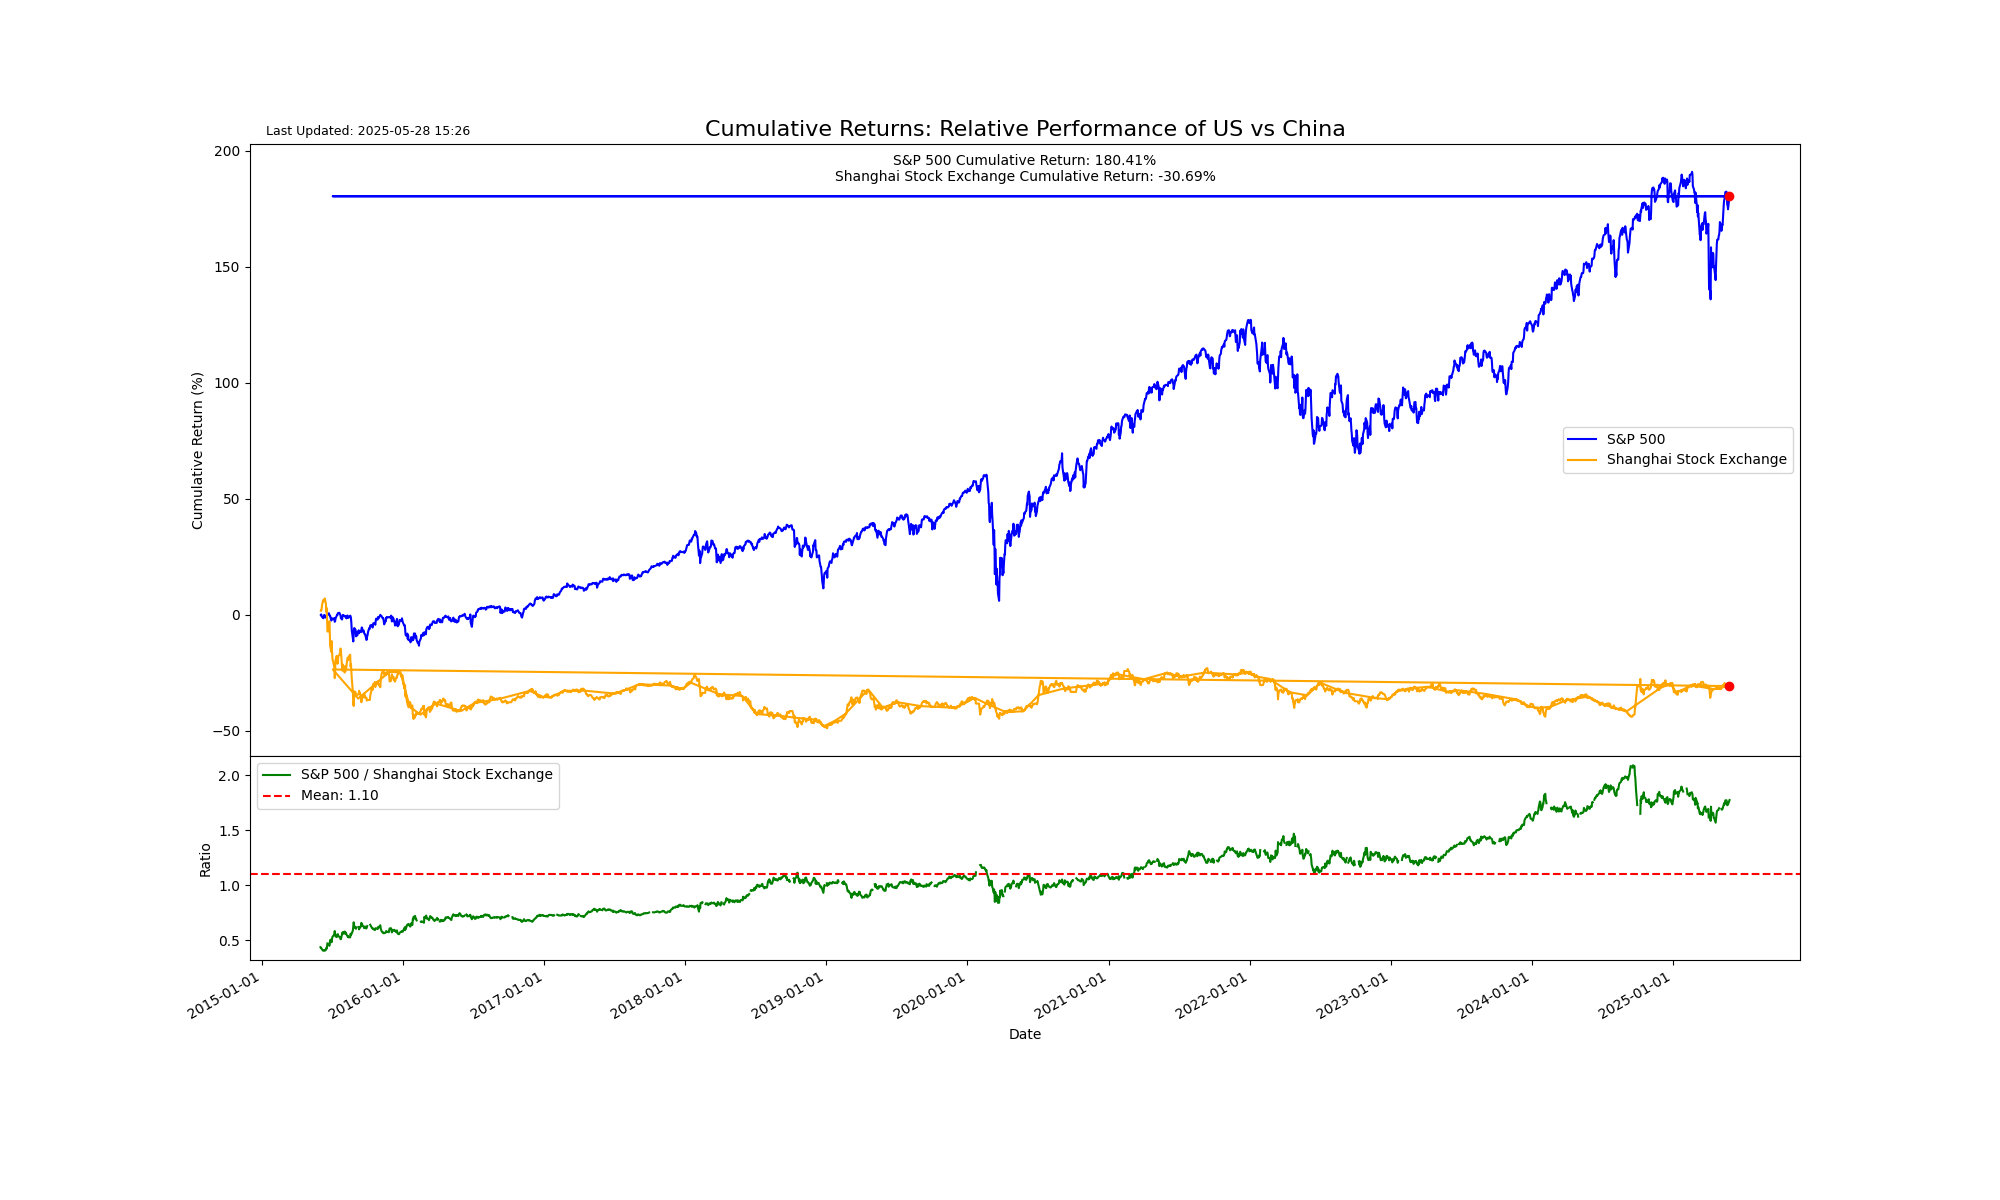 Last Updated: 2025-05-28 15:26
Cumulative Returns: Relative Performance of US vs China
S&P 500 Cumulative Return: 180.41%
Shanghai Stock Exchange Cumulative Return: -30.69%
Cumulative Return (%)
200
150
100
50
0
−50
S&P 500
Shanghai Stock Exchange
S&P 500 / Shanghai Stock Exchange
Mean: 1.10
Ratio
2.0
1.5
1.0
0.5
2015-01-01
2016-01-01
2017-01-01
2018-01-01
2019-01-01
2020-01-01
2021-01-01
2022-01-01
2023-01-01
2024-01-01
2025-01-01
Date